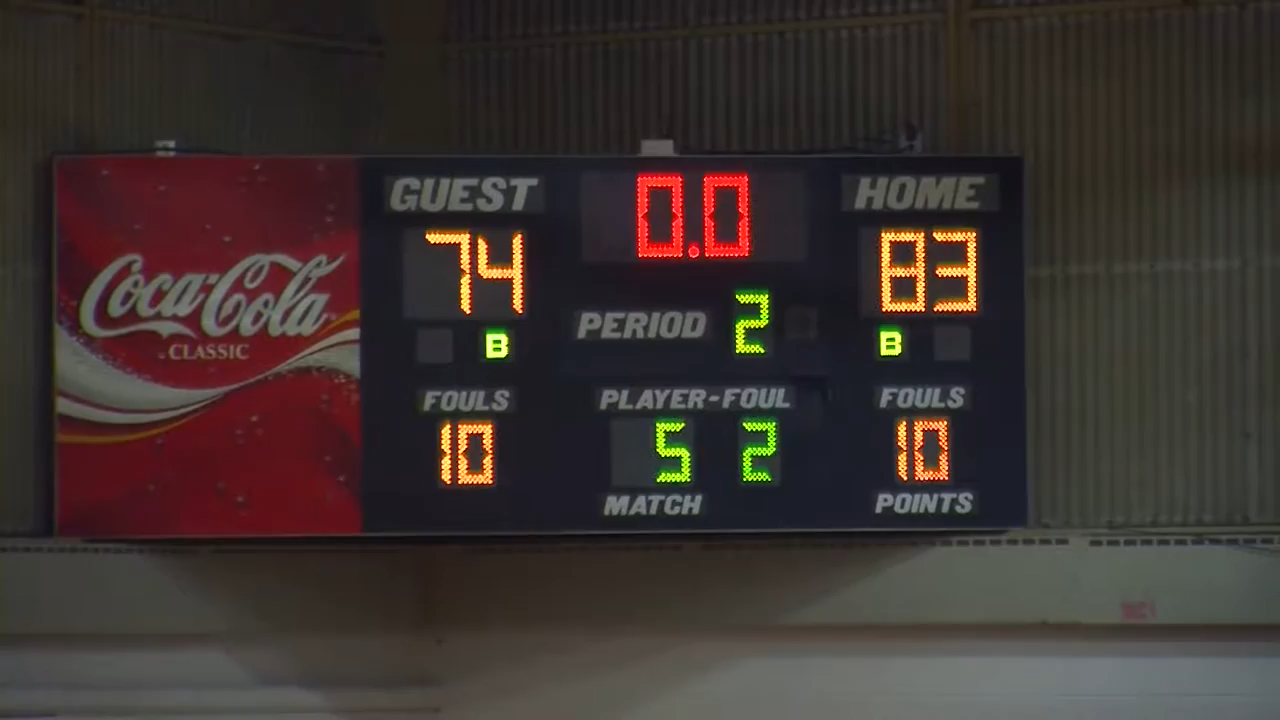 Coca-Cola
CLASSIC
GUEST
0.0
HOME
74
83
PERIOD 2
B
B
FOULS
PLAYER-FOUL
FOULS
10
5 2
10
MATCH
POINTS